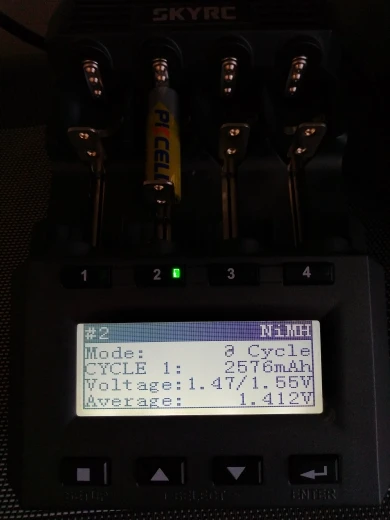 SKYRC
PKCELL
1
2
3
4
#2 NiMH
Mode: Cycle
CYCLE 1: 2576mAh
Voltage:1.47/1.55V
Average: 1.412V
ENTER